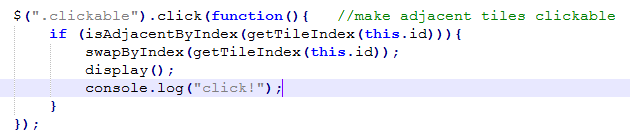 $(".clickable").click(function(){   //make adjacent tiles clickable
    if (isAdjacentByIndex(getTileIndex(this.id))){
        swapByIndex(getTileIndex(this.id));
        display();
        console.log("click!");
    }
});